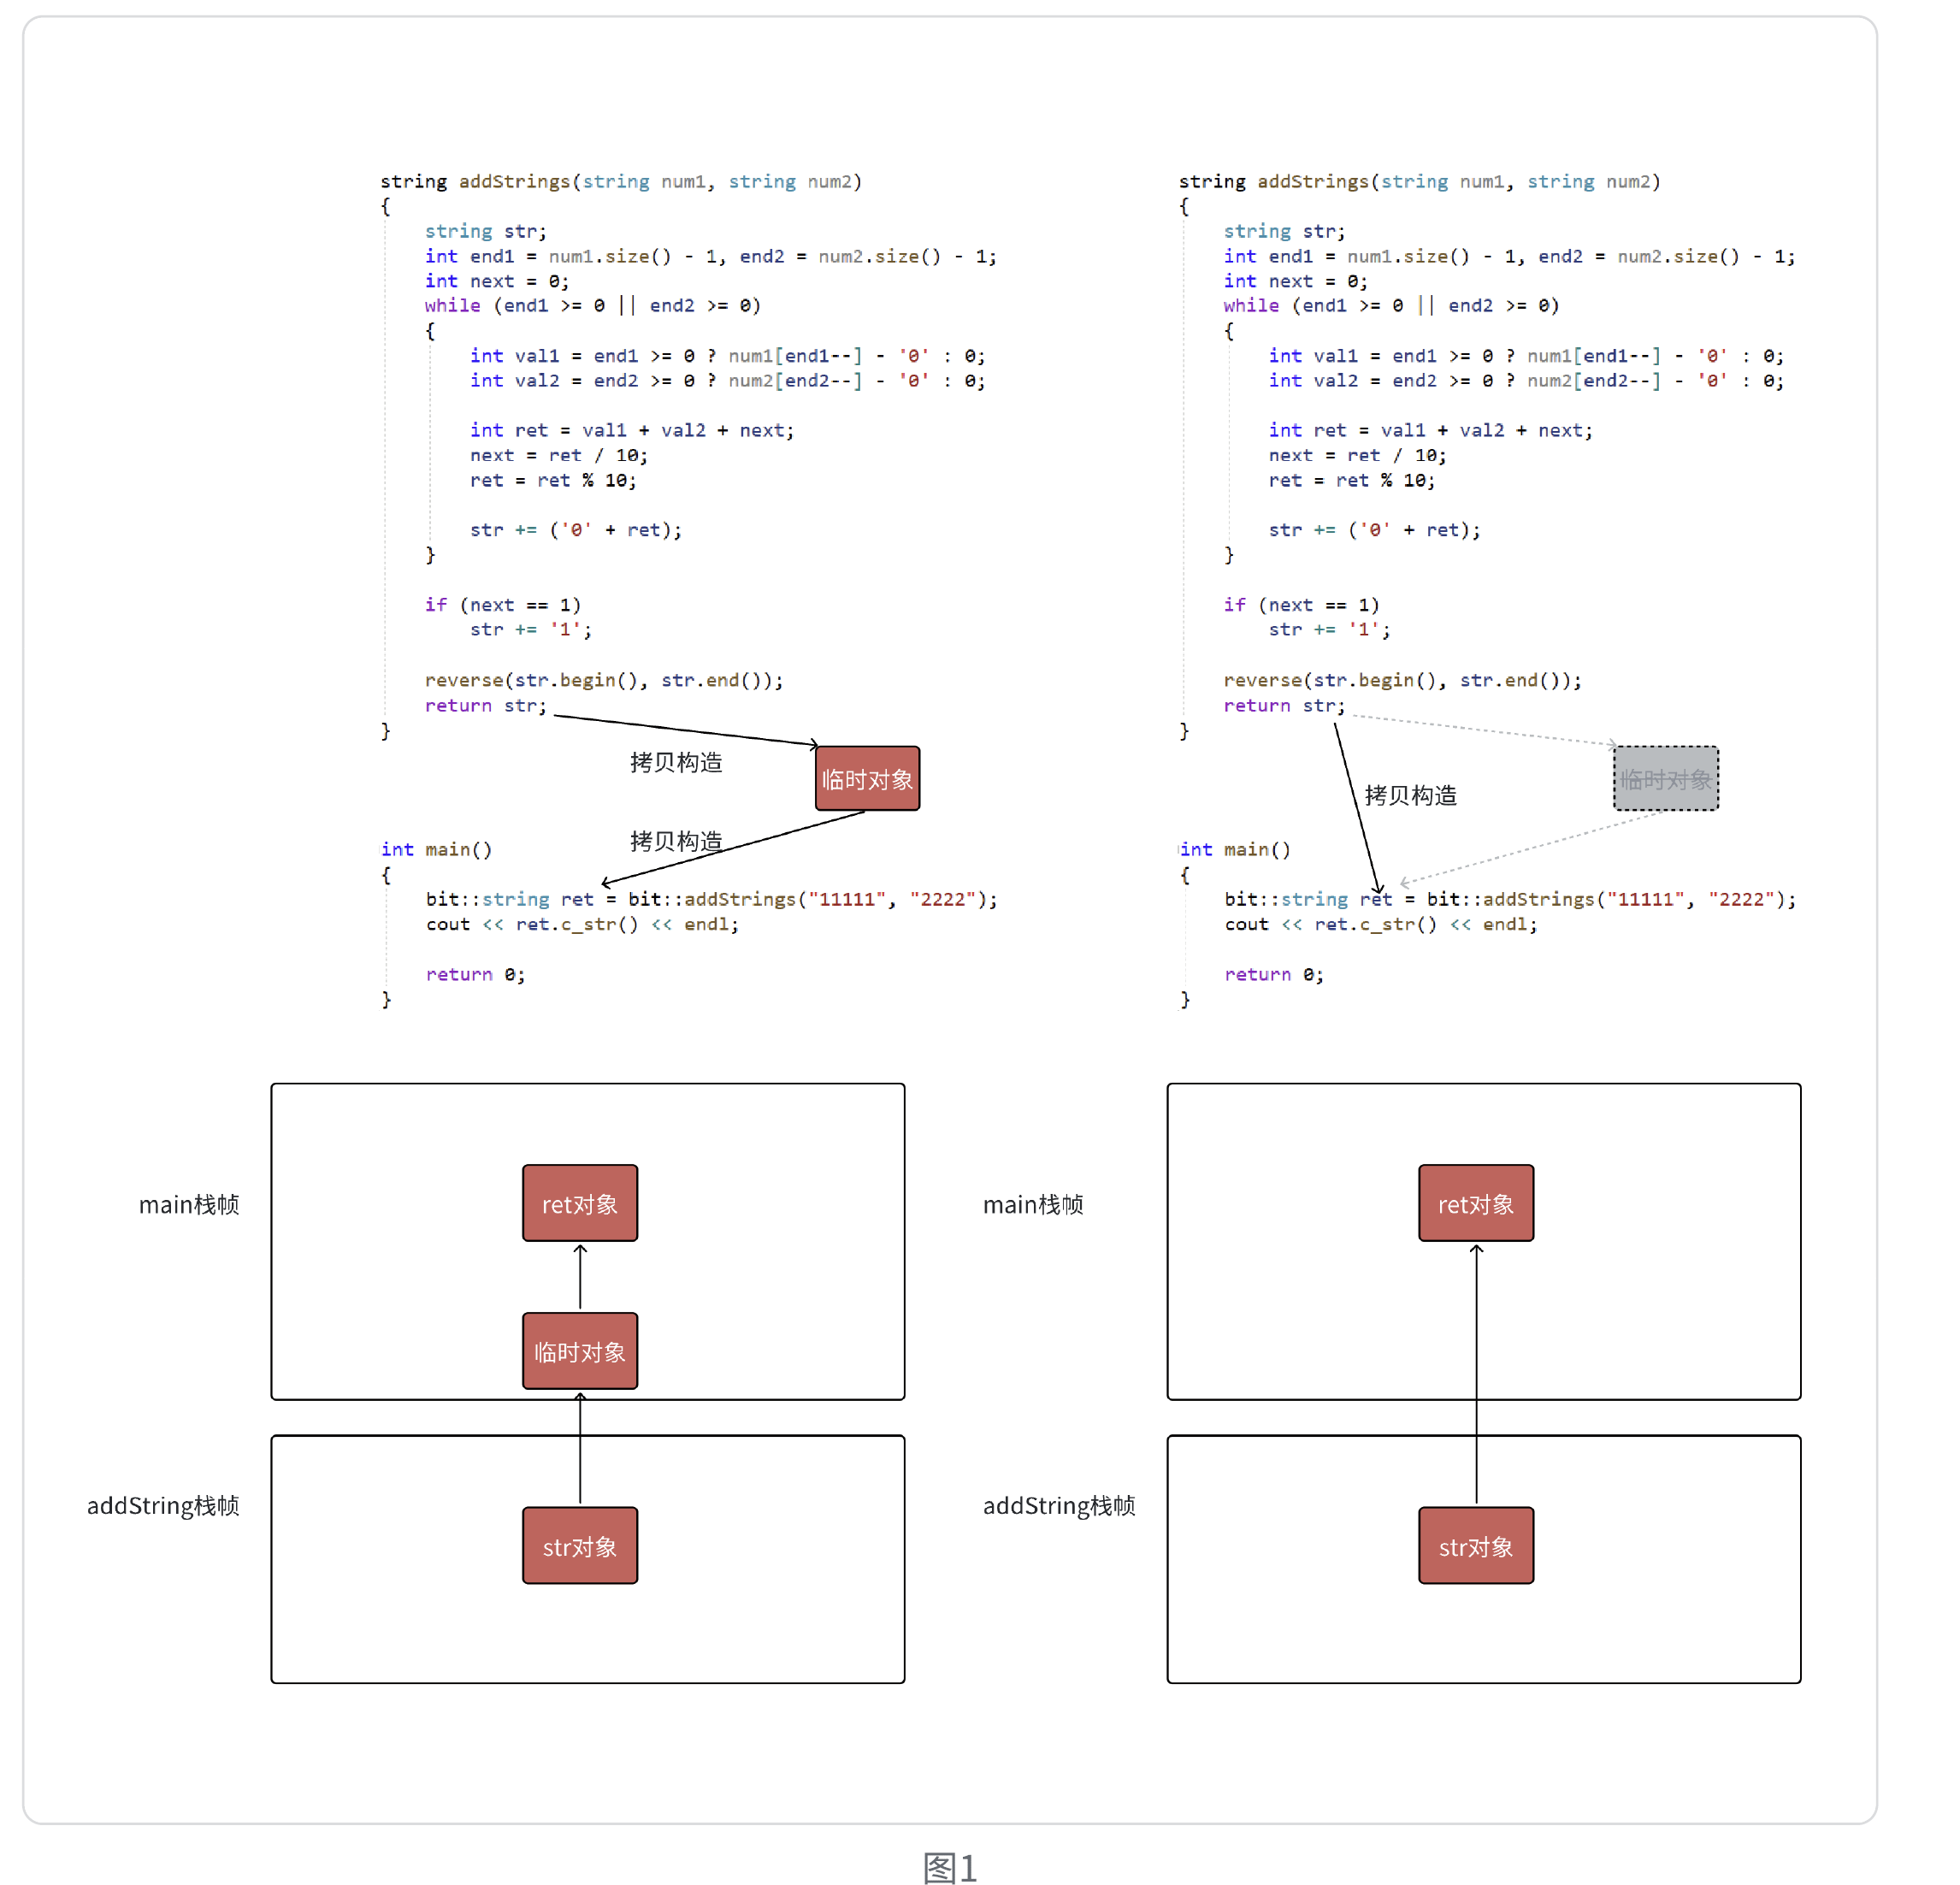 string addStrings(string num1, string num2)
{
    string str;
    int end1 = num1.size() - 1, end2 = num2.size() - 1;
    int next = 0;
    while (end1 >= 0 || end2 >= 0)
    {
        int val1 = end1 >= 0 ? num1[end1--] - '0' : 0;
        int val2 = end2 >= 0 ? num2[end2--] - '0' : 0;
        int ret = val1 + val2 + next;
        next = ret / 10;
        ret = ret % 10;
        str += ('0' + ret);
    }
    if (next == 1)
        str += '1';
    reverse(str.begin(), str.end());
    return str;
}
拷贝构造
临时对象
拷贝构造
int main()
{
    bit::string ret = bit::addStrings("11111", "2222");
    cout << ret.c_str() << endl;
    return 0;
}
main栈帧
ret对象
临时对象
addString栈帧
str对象
string addStrings(string num1, string num2)
{
    string str;
    int end1 = num1.size() - 1, end2 = num2.size() - 1;
    int next = 0;
    while (end1 >= 0 || end2 >= 0)
    {
        int val1 = end1 >= 0 ? num1[end1--] - '0' : 0;
        int val2 = end2 >= 0 ? num2[end2--] - '0' : 0;
        int ret = val1 + val2 + next;
        next = ret / 10;
        ret = ret % 10;
        str += ('0' + ret);
    }
    if (next == 1)
        str += '1';
    reverse(str.begin(), str.end());
    return str;
}
临时对象
拷贝构造
int main()
{
    bit::string ret = bit::addStrings("11111", "2222");
    cout << ret.c_str() << endl;
    return 0;
}
main栈帧
ret对象
addString栈帧
str对象
图1